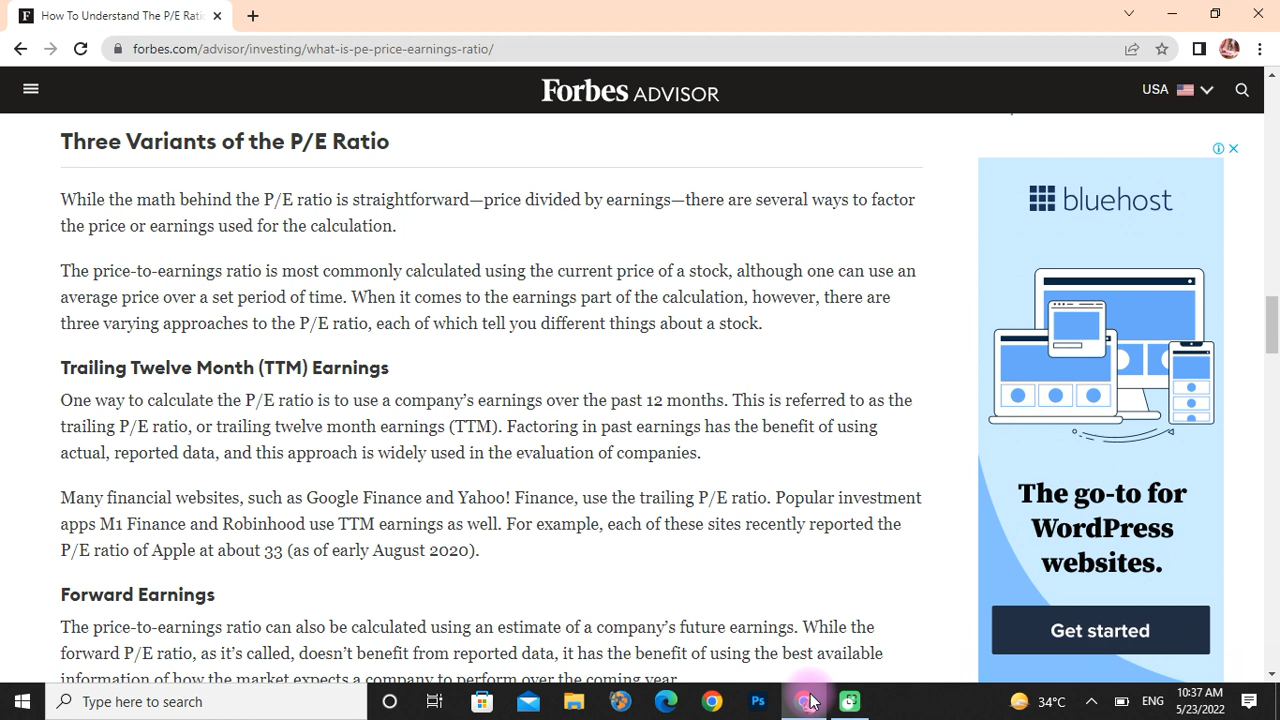 How To Understand The P/E Rati
forbes.com/advisor/investing/what-is-pe-price-earnings-ratio/
Forbes ADVISOR
USA
Three Variants of the P/E Ratio
While the math behind the P/E ratio is straightforward—price divided by earnings—there are several ways to factor
the price or earnings used for the calculation.
The price-to-earnings ratio is most commonly calculated using the current price of a stock, although one can use an
average price over a set period of time. When it comes to the earnings part of the calculation, however, there are
three varying approaches to the P/E ratio, each of which tell you different things about a stock.
Trailing Twelve Month (TTM) Earnings
One way to calculate the P/E ratio is to use a company’s earnings over the past 12 months. This is referred to as the
trailing P/E ratio, or trailing twelve month earnings (TTM). Factoring in past earnings has the benefit of using
actual, reported data, and this approach is widely used in the evaluation of companies.
Many financial websites, such as Google Finance and Yahoo! Finance, use the trailing P/E ratio. Popular investment
apps M1 Finance and Robinhood use TTM earnings as well. For example, each of these sites recently reported the
P/E ratio of Apple at about 33 (as of early August 2020).
Forward Earnings
The price-to-earnings ratio can also be calculated using an estimate of a company’s future earnings. While the
forward P/E ratio, as it’s called, doesn’t benefit from reported data, it has the benefit of using the best available
information of how the market expects a company to perform over the coming year.
bluehost
The go-to for
WordPress
websites.
Get started
Type here to search
Ps
34°C
ENG
10:37 AM
5/23/2022